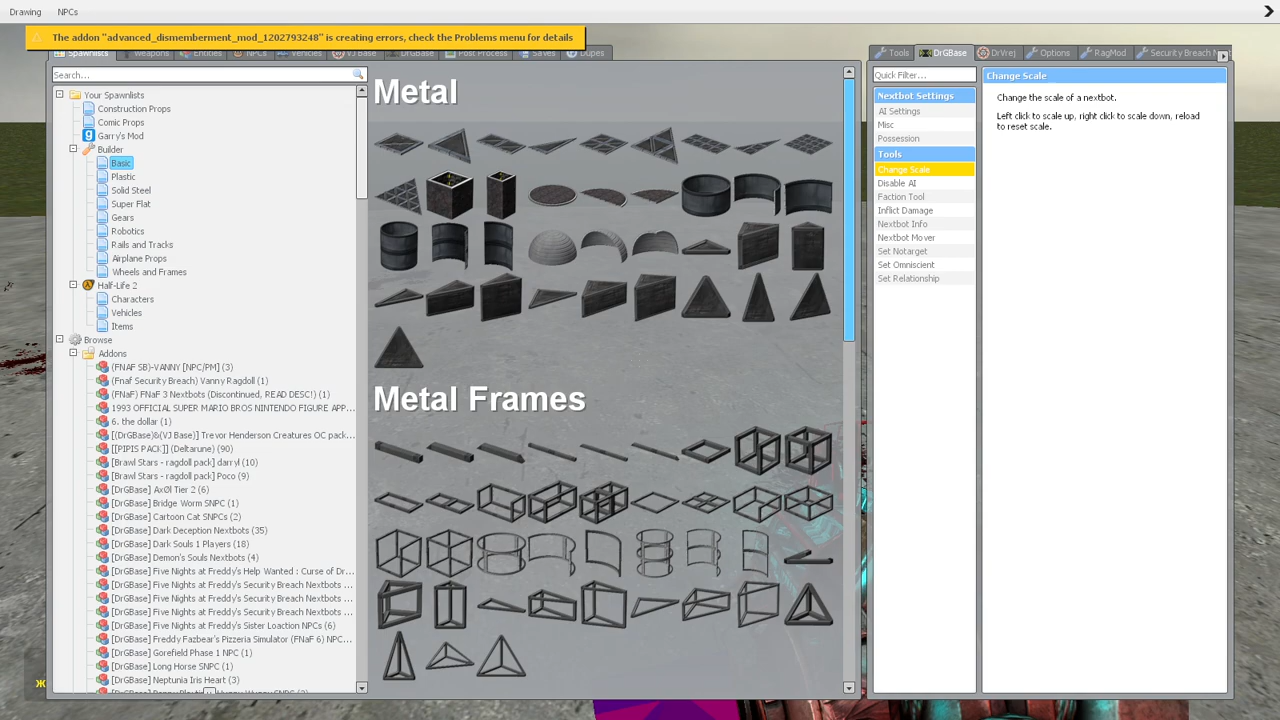 Drawing NPCs
The addon "advanced_dismemberment_mod_1202793248" is creating errors, check the Problems menu for details
Spawnlists Weapons Entities NPCs Vehicles VJ Base DrGBase Post Process Saves Dupes
Tools DrGBase DrVrej Options RagMod Security Breach
Search...
Your Spawnlists
Construction Props
Comic Props
Garry's Mod
Builder
Basic
Plastic
Solid Steel
Super Flat
Gears
Robotics
Rails and Tracks
Airplane Props
Wheels and Frames
Half-Life 2
Characters
Vehicles
Items
Browse
Addons
(FNAF SB)-VANNY [NPC/PM] (3)
(Fnaf Security Breach) Vanny Ragdoll (1)
(FNaF) FNaF 3 Nextbots (Discontinued, READ DESC!) (1)
1993 OFFICIAL SUPER MARIO BROS NINTENDO FIGURE APP...
6. the dollar (1)
[(DrGBase)&(VJ Base)] Trevor Henderson Creatures OC pack...
[[PIPIS PACK]] (Deltarune) (90)
[Brawl Stars - ragdoll pack] darryl (10)
[Brawl Stars - ragdoll pack] Poco (9)
[DrGBase] AxØl Tier 2 (6)
[DrGBase] Bridge Worm SNPC (1)
[DrGBase] Cartoon Cat SNPCs (2)
[DrGBase] Dark Deception Nextbots (35)
[DrGBase] Dark Souls 1 Players (18)
[DrGBase] Demon's Souls Nextbots (4)
[DrGBase] Five Nights at Freddy's Help Wanted : Curse of Dr...
[DrGBase] Five Nights at Freddy's Security Breach Nextbots ...
[DrGBase] Five Nights at Freddy's Security Breach Nextbots ...
[DrGBase] Five Nights at Freddy's Security Breach Nextbots ...
[DrGBase] Five Nights at Freddy's Sister Loaction NPCs (6)
[DrGBase] Freddy Fazbear's Pizzeria Simulator (FNaF 6) NPC...
[DrGBase] Gorefield Phase 1 NPC (1)
[DrGBase] Long Horse SNPC (1)
[DrGBase] Neptunia Iris Heart (3)
Metal
Metal Frames
Quick Filter...
Nextbot Settings
AI Settings
Misc
Possession
Tools
Change Scale
Disable AI
Faction Tool
Inflict Damage
Nextbot Info
Nextbot Mover
Set Notarget
Set Omniscient
Set Relationship
Change Scale
Change the scale of a nextbot.
Left click to scale up, right click to scale down, reload
to reset scale.
Ж